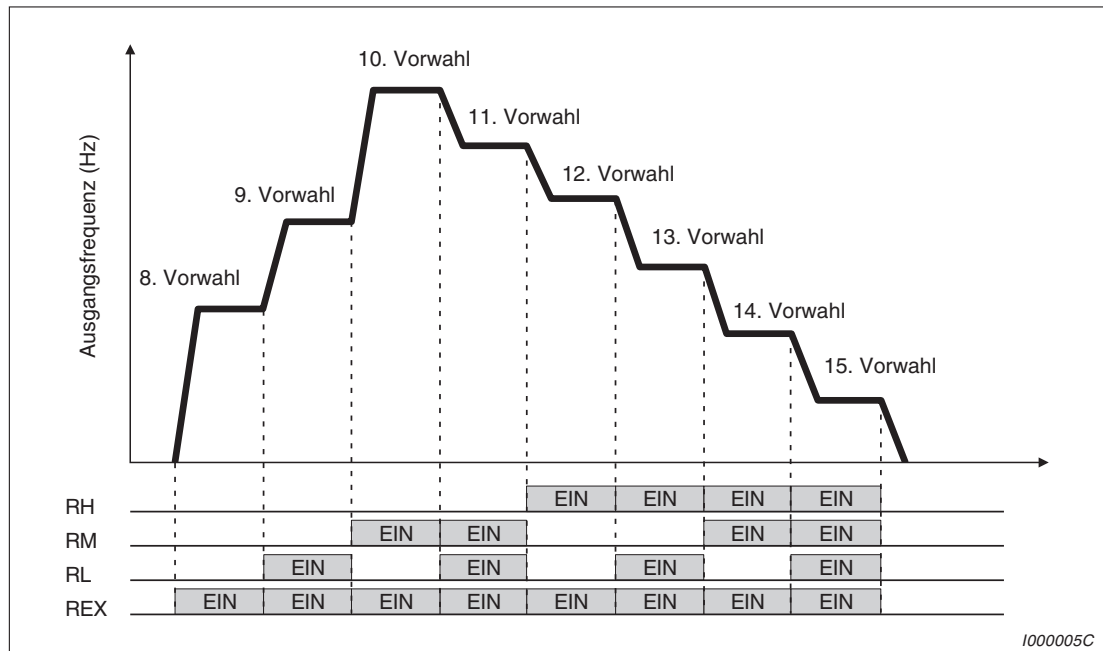 10. Vorwahl
11. Vorwahl
12. Vorwahl
9. Vorwahl
13. Vorwahl
8. Vorwahl
14. Vorwahl
15. Vorwahl
Ausgangsfrequenz (Hz)
RH EIN EIN EIN EIN
RM EIN EIN EIN EIN
RL EIN EIN EIN EIN
REX EIN EIN EIN EIN EIN EIN EIN EIN
I000005C